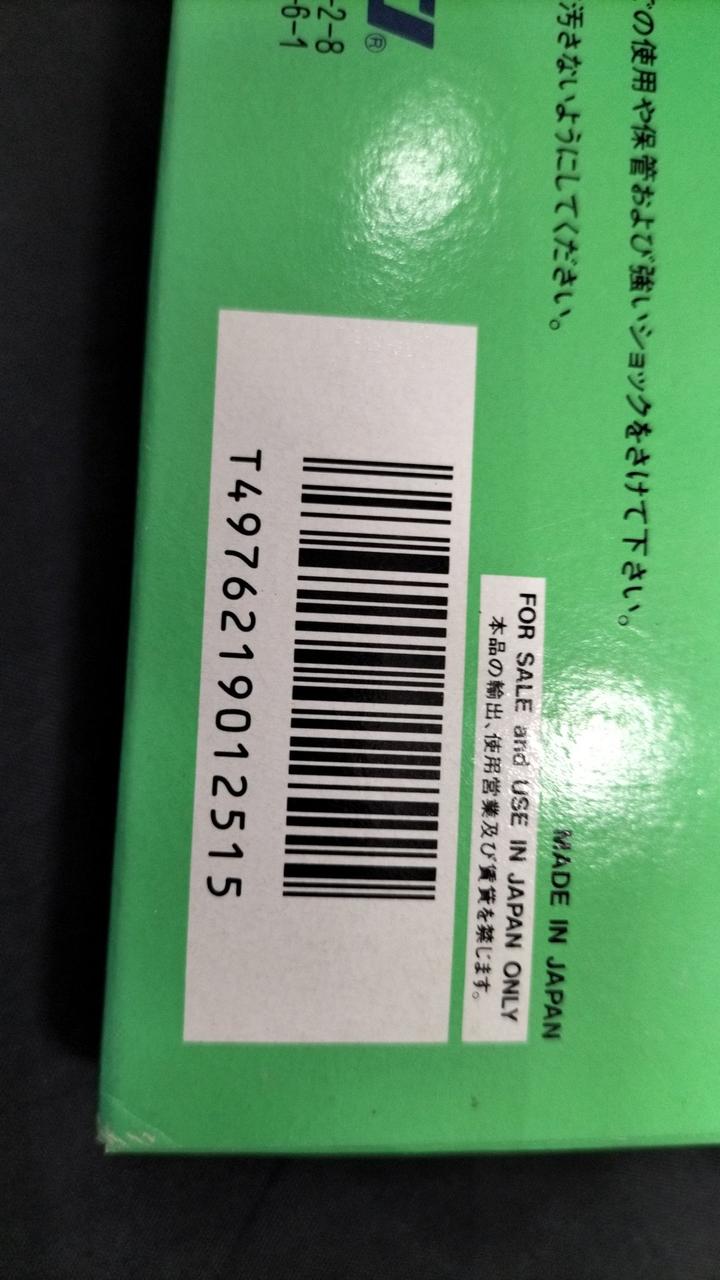 の使用や保管および強いショックをさけて下さい。
汚さないようにしてください。
®
-2-8
-6-1
MADE IN JAPAN
FOR SALE and USE IN JAPAN ONLY
本品の輸出、使用営業及び賃貸を禁じます。
T4976219012515